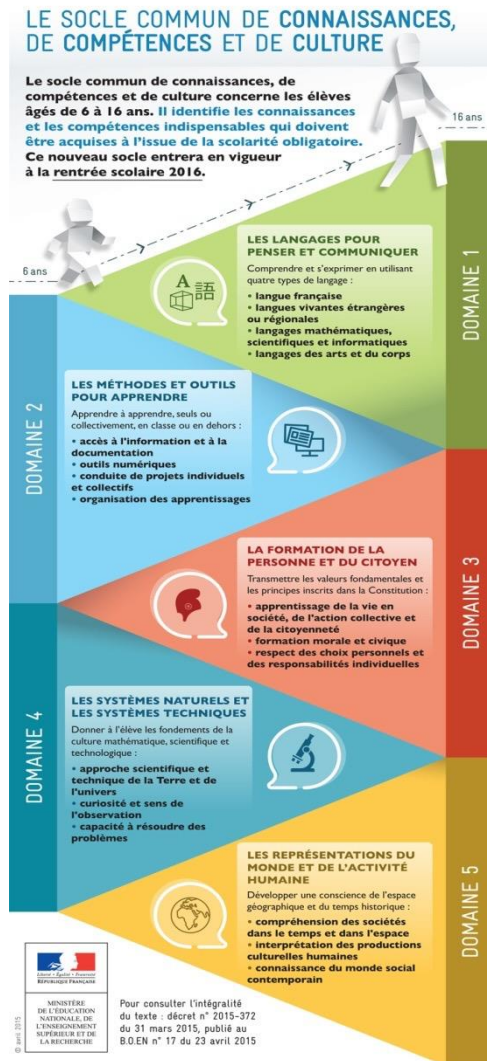 LE SOCLE COMMUN DE CONNAISSANCES,
DE COMPÉTENCES ET DE CULTURE
Le socle commun de connaissances, de
compétences et de culture concerne les élèves
âgés de 6 à 16 ans. Il identifie les connaissances
et les compétences indispensables qui doivent
être acquises à l'issue de la scolarité obligatoire.
Ce nouveau socle entrera en vigueur
à la rentrée scolaire 2016.
16 ans
6 ans
DOMAINE 1
A
語
LES LANGAGES POUR
PENSER ET COMMUNIQUER
Comprendre et s'exprimer en utilisant
quatre types de langage :
• langue française
• langues vivantes étrangères
ou régionales
• langages mathématiques,
scientifiques et informatiques
• langages des arts et du corps
DOMAINE 2
LES MÉTHODES ET OUTILS
POUR APPRENDRE
Apprendre à apprendre, seuls ou
collectivement, en classe ou en dehors :
• accès à l'information et à la
documentation
• outils numériques
• conduite de projets individuels
et collectifs
• organisation des apprentissages
DOMAINE 3
LA FORMATION DE LA
PERSONNE ET DU CITOYEN
Transmettre les valeurs fondamentales et
les principes inscrits dans la Constitution :
• apprentissage de la vie en
société, de l'action collective et
de la citoyenneté
• formation morale et civique
• respect des choix personnels et
des responsabilités individuelles
DOMAINE 4
LES SYSTÈMES NATURELS ET
LES SYSTÈMES TECHNIQUES
Donner à l'élève les fondements de la
culture mathématique, scientifique et
technologique :
• approche scientifique et
technique de la Terre et de
l'univers
• curiosité et sens de
l'observation
• capacité à résoudre des
problèmes
DOMAINE 5
LES REPRÉSENTATIONS DU
MONDE ET DE L'ACTIVITÉ
HUMAINE
Développer une conscience de l'espace
géographique et du temps historique :
• compréhension des sociétés
dans le temps et dans l'espace
• interprétation des productions
culturelles humaines
• connaissance du monde social
contemporain
Liberté • Égalité • Fraternité
RÉPUBLIQUE FRANÇAISE
MINISTÈRE
DE L'ÉDUCATION
NATIONALE, DE
L'ENSEIGNEMENT
SUPÉRIEUR ET DE
LA RECHERCHE
© avril 2015
Pour consulter l'intégralité
du texte : décret n° 2015-372
du 31 mars 2015, publié au
B.O.EN n° 17 du 23 avril 2015